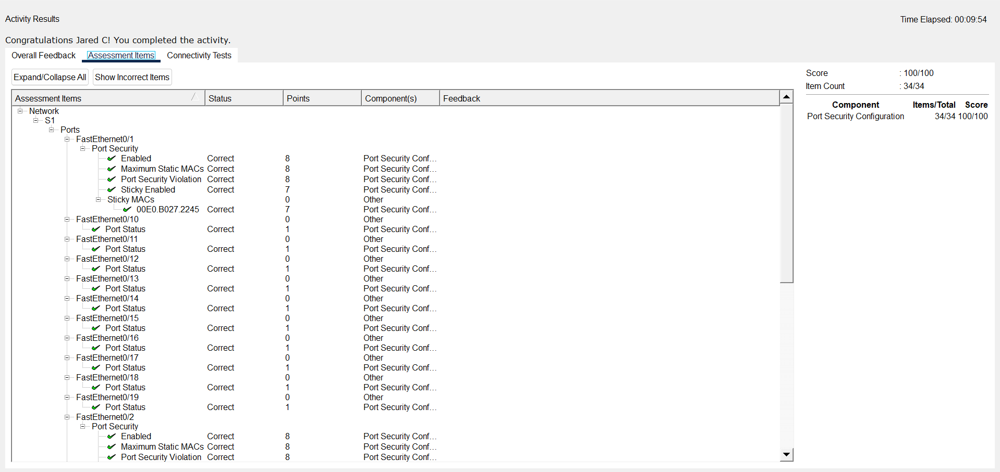 Activity Results
Time Elapsed: 00:09:54
Congratulations Jared C! You completed the activity.
Overall Feedback Assessment Items Connectivity Tests
Expand/Collapse All Show Incorrect Items
Assessment Items Status Points Component(s) Feedback
Network
S1
Ports
FastEthernet0/1
Port Security
Enabled Correct 8 Port Security Conf...
Maximum Static MACs Correct 8 Port Security Conf...
Port Security Violation Correct 8 Port Security Conf...
Sticky Enabled Correct 7 Port Security Conf...
Sticky MACs 0 Other
00E0.B027.2245 Correct 7 Port Security Conf...
FastEthernet0/10 0 Other
Port Status Correct 1 Port Security Conf...
FastEthernet0/11 0 Other
Port Status Correct 1 Port Security Conf...
FastEthernet0/12 0 Other
Port Status Correct 1 Port Security Conf...
FastEthernet0/13 0 Other
Port Status Correct 1 Port Security Conf...
FastEthernet0/14 0 Other
Port Status Correct 1 Port Security Conf...
FastEthernet0/15 0 Other
Port Status Correct 1 Port Security Conf...
FastEthernet0/16 0 Other
Port Status Correct 1 Port Security Conf...
FastEthernet0/17 0 Other
Port Status Correct 1 Port Security Conf...
FastEthernet0/18 0 Other
Port Status Correct 1 Port Security Conf...
FastEthernet0/19 0 Other
Port Status Correct 1 Port Security Conf...
FastEthernet0/2
Port Security
Enabled Correct 8 Port Security Conf...
Maximum Static MACs Correct 8 Port Security Conf...
Port Security Violation Correct 8 Port Security Conf...
Score : 100/100
Item Count : 34/34
Component Items/Total Score
Port Security Configuration 34/34 100/100